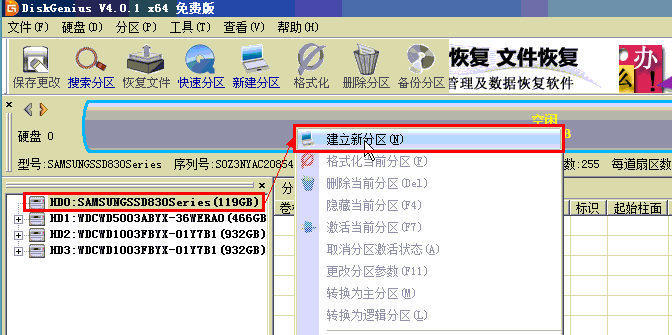 DiskGenius V4.0.1 x64 免费版
文件(F) 硬盘(D) 分区(P) 工具(T) 查看(V) 帮助(H)
保存更改 搜索分区 恢复文件 快速分区 新建分区 格式化 删除分区 备份分区
恢复 文件恢复
管理及数据恢复软件
办
么!
硬盘 0
空闲
型号:SAMSUNGSSD830Series 序列号:SOZ3NYAC20854
数:255 每道扇区数
HD0:SAMSUNGSSD830Series(119GB)
HD1:WDCWD5003ABYX-36WERA0(466GB
HD2:WDCWD1003FBYX-01Y7B1(932GB)
HD3:WDCWD1003FBYX-01Y7B1(932GB)
分
卷标
标识 起始柱面
建立新分区(N)
格式化当前分区(F)
删除当前分区(Del)
隐藏当前分区(F4)
激活当前分区(F7)
取消分区激活状态(A)
更改分区参数(F11)
转换为主分区(M)
转换为逻辑分区(L)